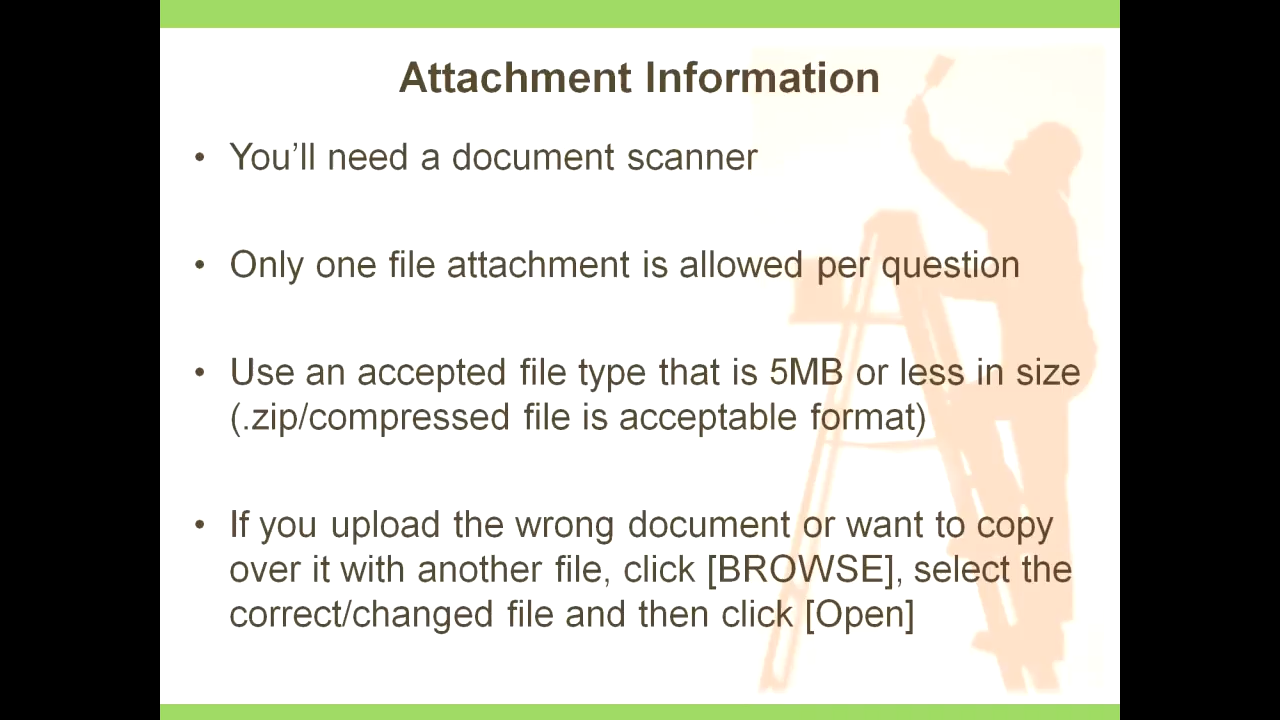 Attachment Information
• You’ll need a document scanner
• Only one file attachment is allowed per question
• Use an accepted file type that is 5MB or less in size
(.zip/compressed file is acceptable format)
• If you upload the wrong document or want to copy
over it with another file, click [BROWSE], select the
correct/changed file and then click [Open]